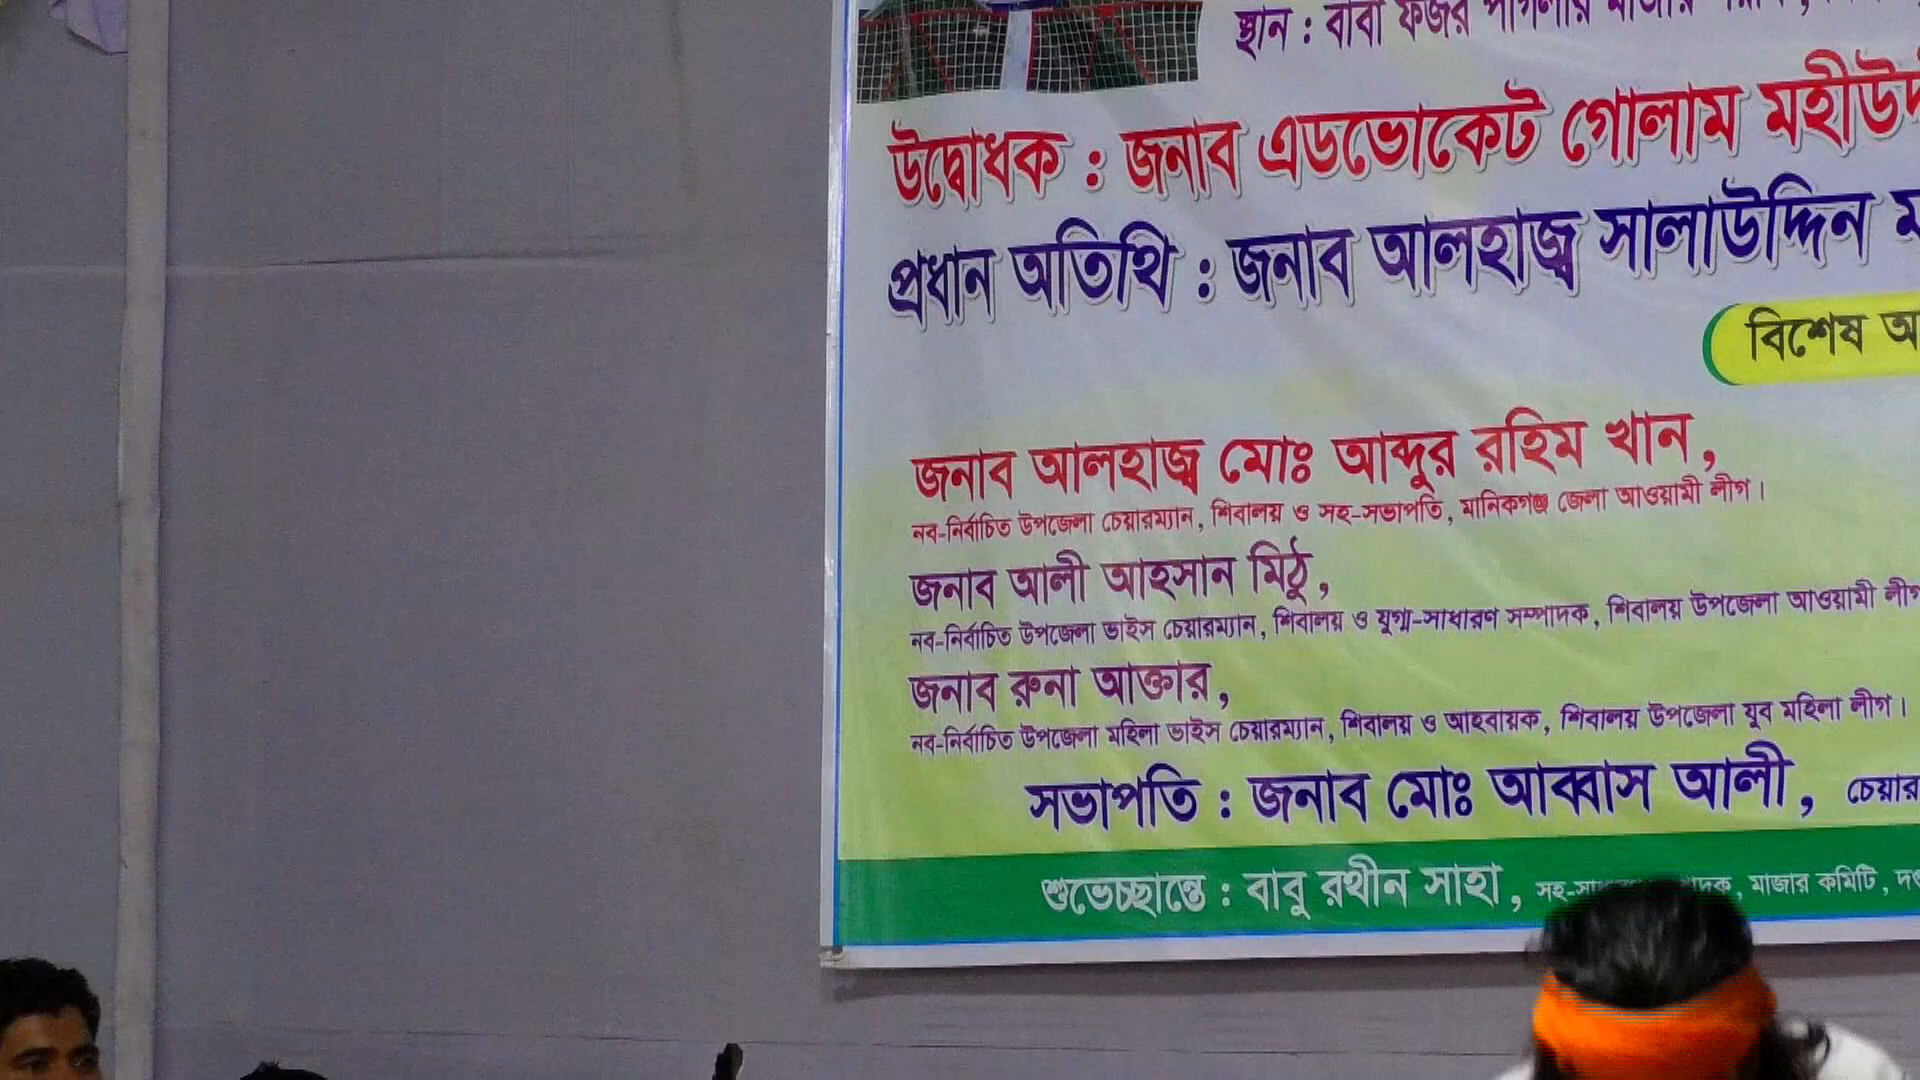 স্থান : বাবা ফজর পাগলার মাজার
উদ্বোধক : জনাব এডভোকেট গোলাম
প্রধান অতিথি : জনাব আলহাজ্ব সালাউদ্দিন
বিশেষ
জনাব আলহাজ্ব মোঃ আব্দুর রহিম খান,
নব-নির্বাচিত উপজেলা চেয়ারম্যান, শিবালয় ও সহ-সভাপতি, মানিকগঞ্জ জেলা আওয়ামী লীগ।
জনাব আলী আহসান মিঠু,
নব-নির্বাচিত উপজেলা ভাইস চেয়ারম্যান, শিবালয় ও যুগ্ম-সাধারণ সম্পাদক, শিবালয় উপজেলা আওয়ামী লীগ
জনাব রুনা আক্তার,
নব-নির্বাচিত উপজেলা মহিলা ভাইস চেয়ারম্যান, শিবালয় ও আহবায়ক, শিবালয় উপজেলা যুব মহিলা লীগ।
সভাপতি : জনাব মোঃ আব্বাস আলী,
শুভেচ্ছান্তে : বাবু রথীন সাহা, মাজার কমিটি,